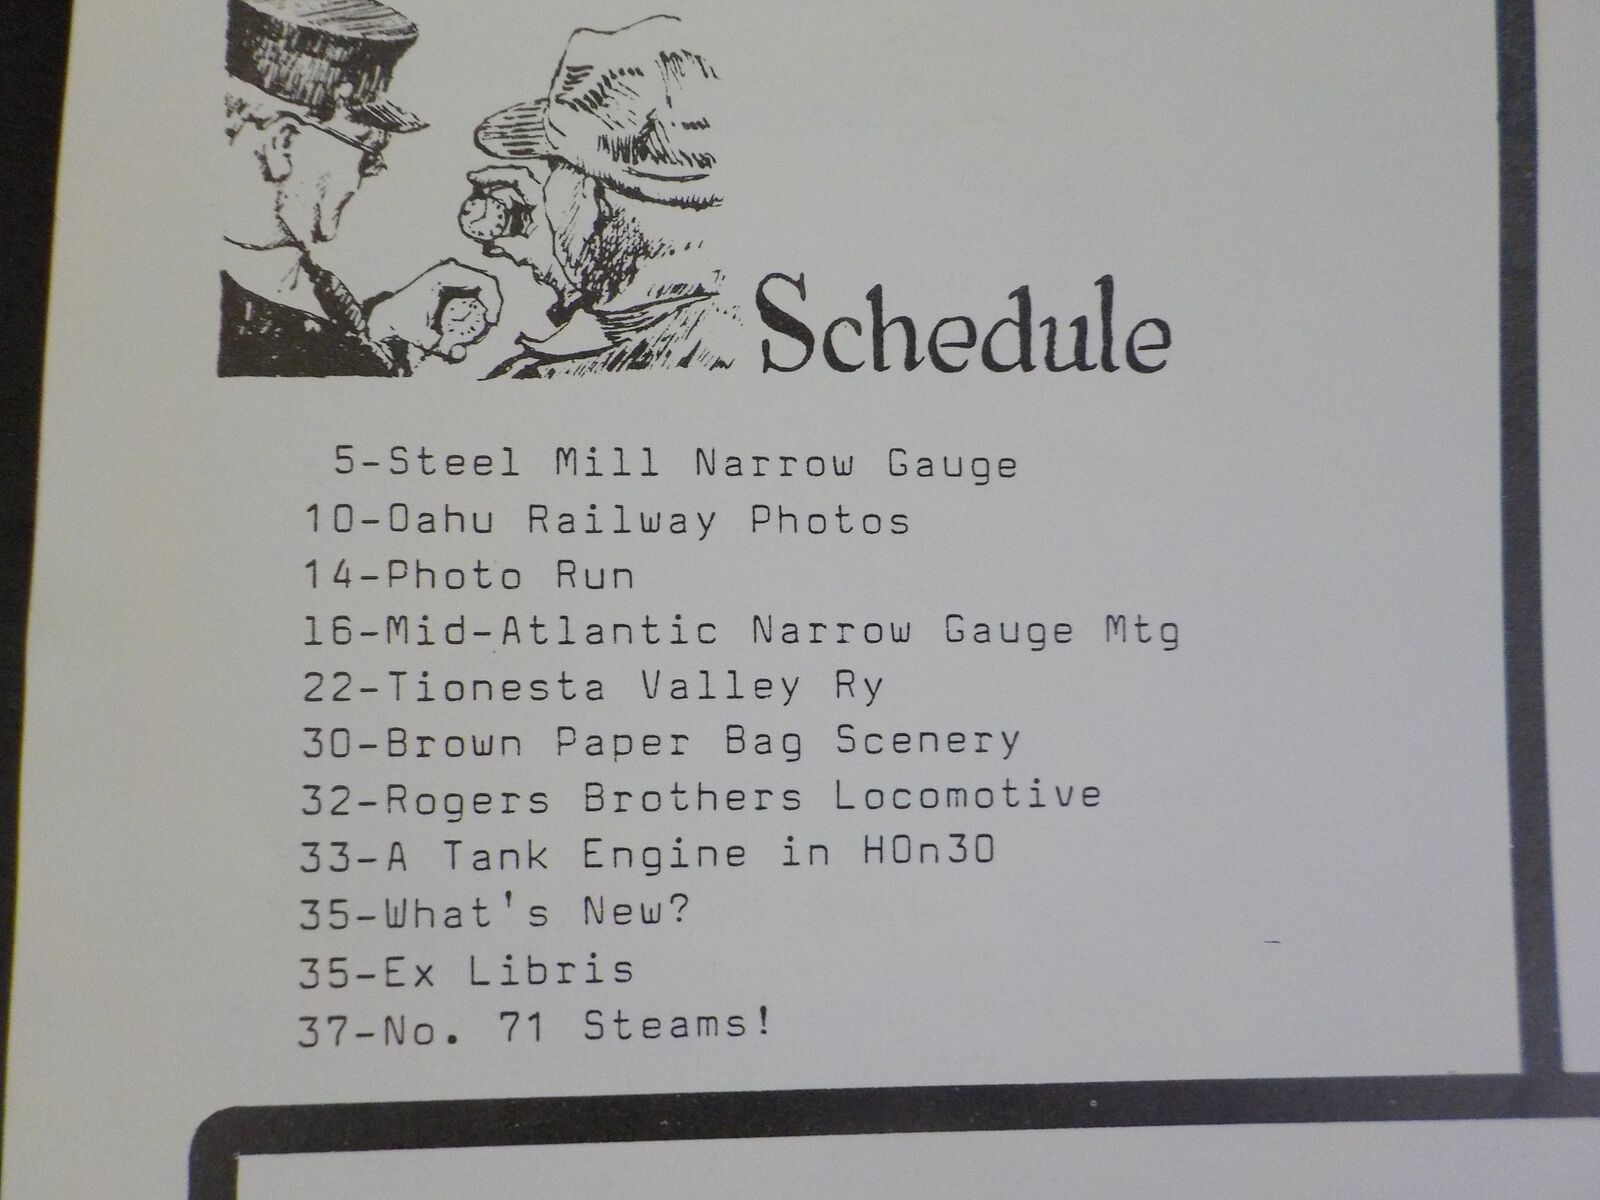 Schedule
5-Steel Mill Narrow Gauge
10-Oahu Railway Photos
14-Photo Run
16-Mid-Atlantic Narrow Gauge Mtg
22-Tionesta Valley Ry
30-Brown Paper Bag Scenery
32-Rogers Brothers Locomotive
33-A Tank Engine in HOn30
35-What's New?
35-Ex Libris
37-No. 71 Steams!